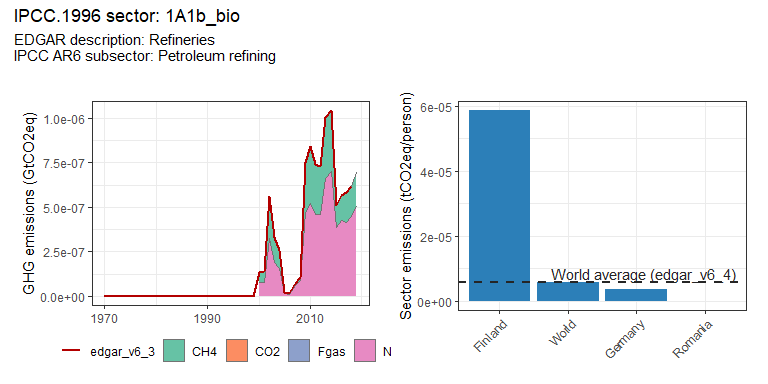 IPCC.1996 sector: 1A1b_bio
EDGAR description: Refineries
IPCC AR6 subsector: Petroleum refining
GHG emissions (GtCO2eq)
1.0e-06
7.5e-07
5.0e-07
2.5e-07
0.0e+00
1970
1990
2010
edgar_v6_3
CH4
CO2
Fgas
N
Sector emissions (tCO2eq/person)
6e-05
4e-05
2e-05
0e+00
World average (edgar_v6_4)
Finland
World
Germany
Romania